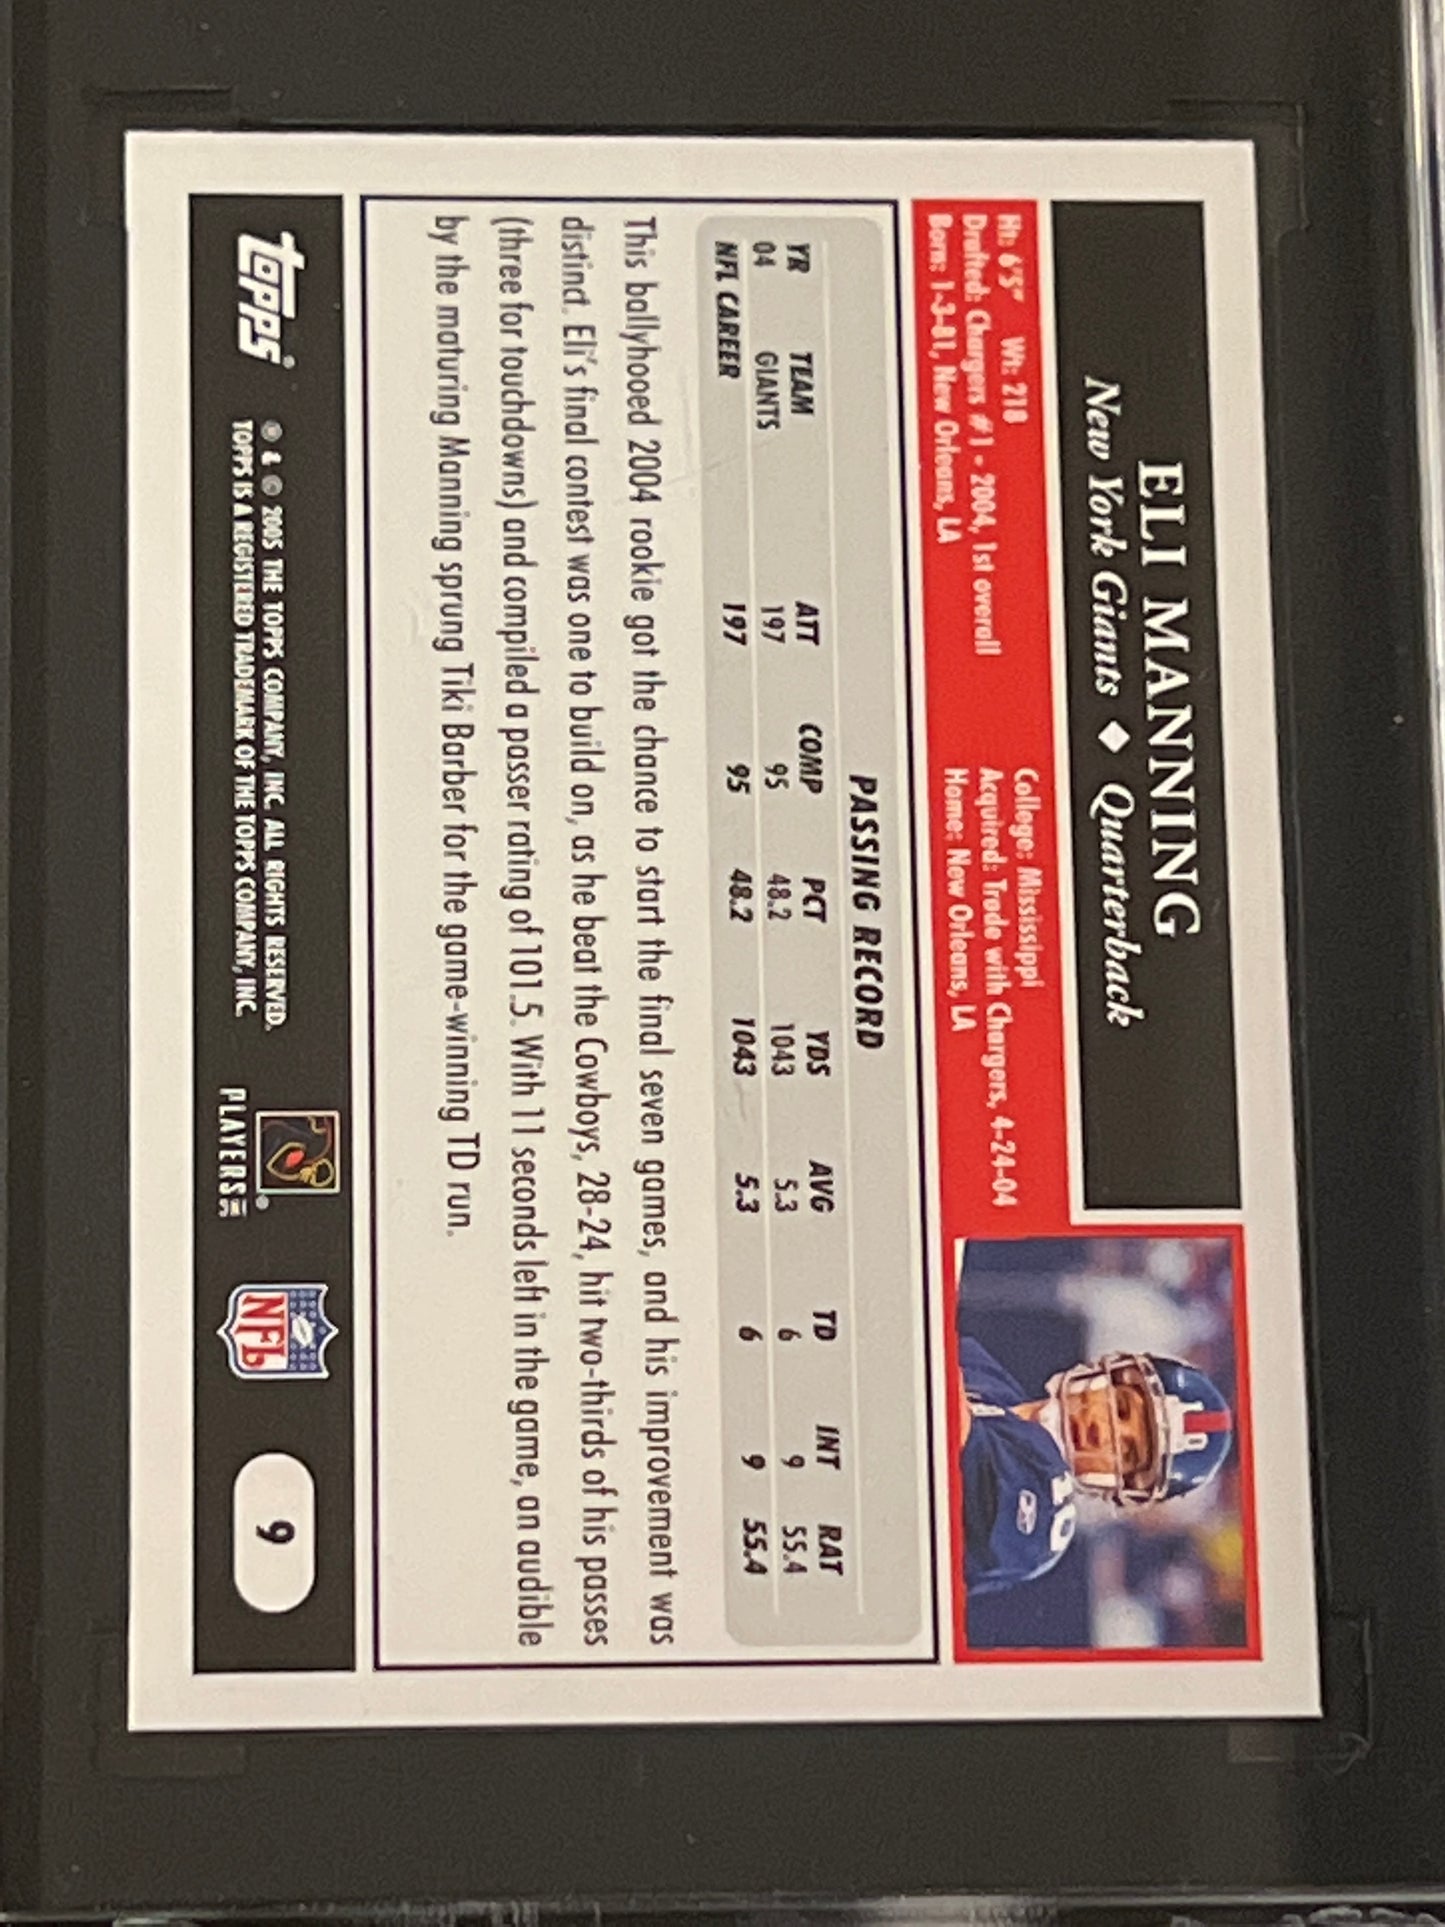 ELI MANNING
New York Giants ◆ Quarterback
Ht: 6'5" Wt: 218
College: Mississippi
Drafted: Chargers #1 - 2004, 1st overall
Acquired: Trade with Chargers, 4-24-04
Born: 1-3-81, New Orleans, LA
Home: New Orleans, LA
PASSING RECORD
YR TEAM ATT COMP PCT YDS AVG TD INT RAT
04 GIANTS 197 95 48.2 1043 5.3 6 9 55.4
NFL CAREER 197 95 48.2 1043 5.3 6 9 55.4
This ballyhooed 2004 rookie got the chance to start the final seven games, and his improvement was
distinct. Eli's final contest was one to build on, as he beat the Cowboys, 28-24, hit two-thirds of his passes
(three for touchdowns) and compiled a passer rating of 101.5. With 11 seconds left in the game, an audible
by the maturing Manning sprung Tiki Barber for the game-winning TD run.
topps®
® & © 2005 THE TOPPS COMPANY, INC. ALL RIGHTS RESERVED.
TOPPS IS A REGISTERED TRADEMARK OF THE TOPPS COMPANY, INC.
PLAYERS
NFL
9
10